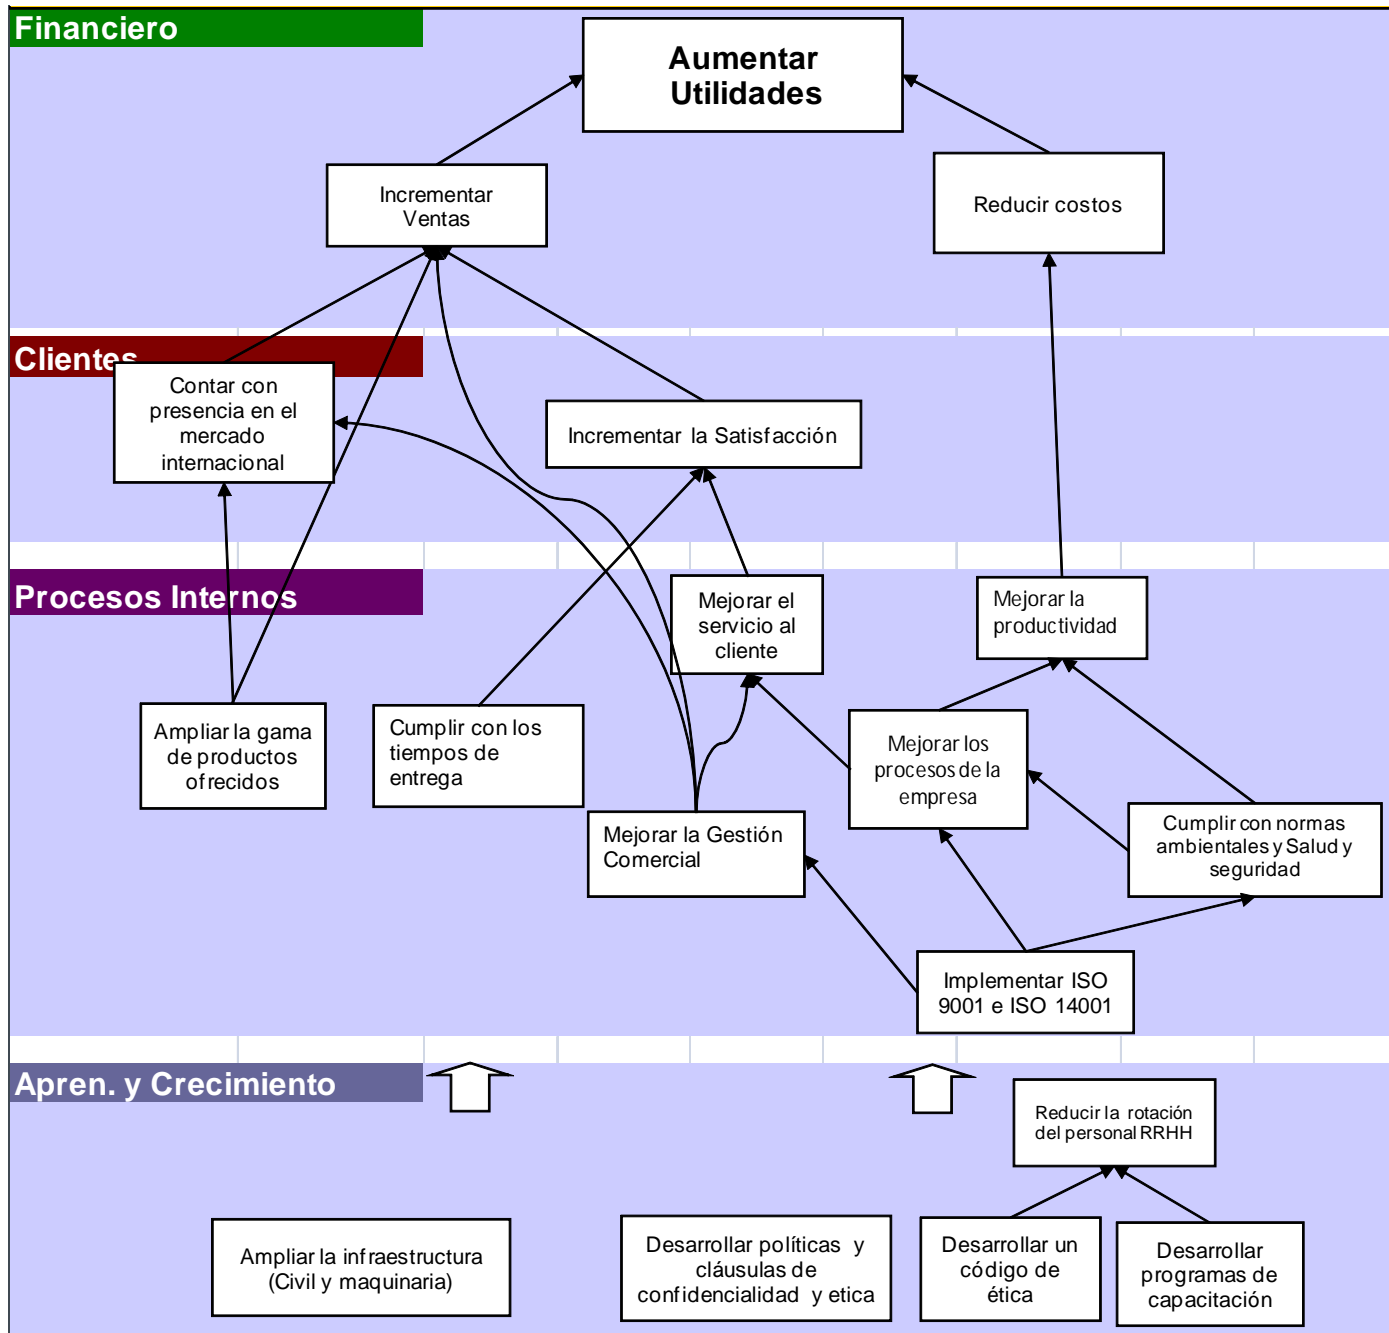 Financiero
Aumentar
Utilidades
Incrementar
Ventas
Reducir costos
Clientes
Contar con
presencia en el
mercado
internacional
Incrementar la Satisfacción
Procesos Internos
Mejorar el
servicio al
cliente
Mejorar la
productividad
Ampliar la gama
de productos
ofrecidos
Cumplir con los
tiempos de
entrega
Mejorar los
procesos de la
empresa
Mejorar la Gestión
Comercial
Cumplir con normas
ambientales y Salud y
seguridad
Implementar ISO
9001 e ISO 14001
Apren. y Crecimiento
Reducir la rotación
del personal RRHH
Ampliar la infraestructura
(Civil y maquinaria)
Desarrollar políticas y
cláusulas de
confidencialidad y etica
Desarrollar un
código de
ética
Desarrollar
programas de
capacitación